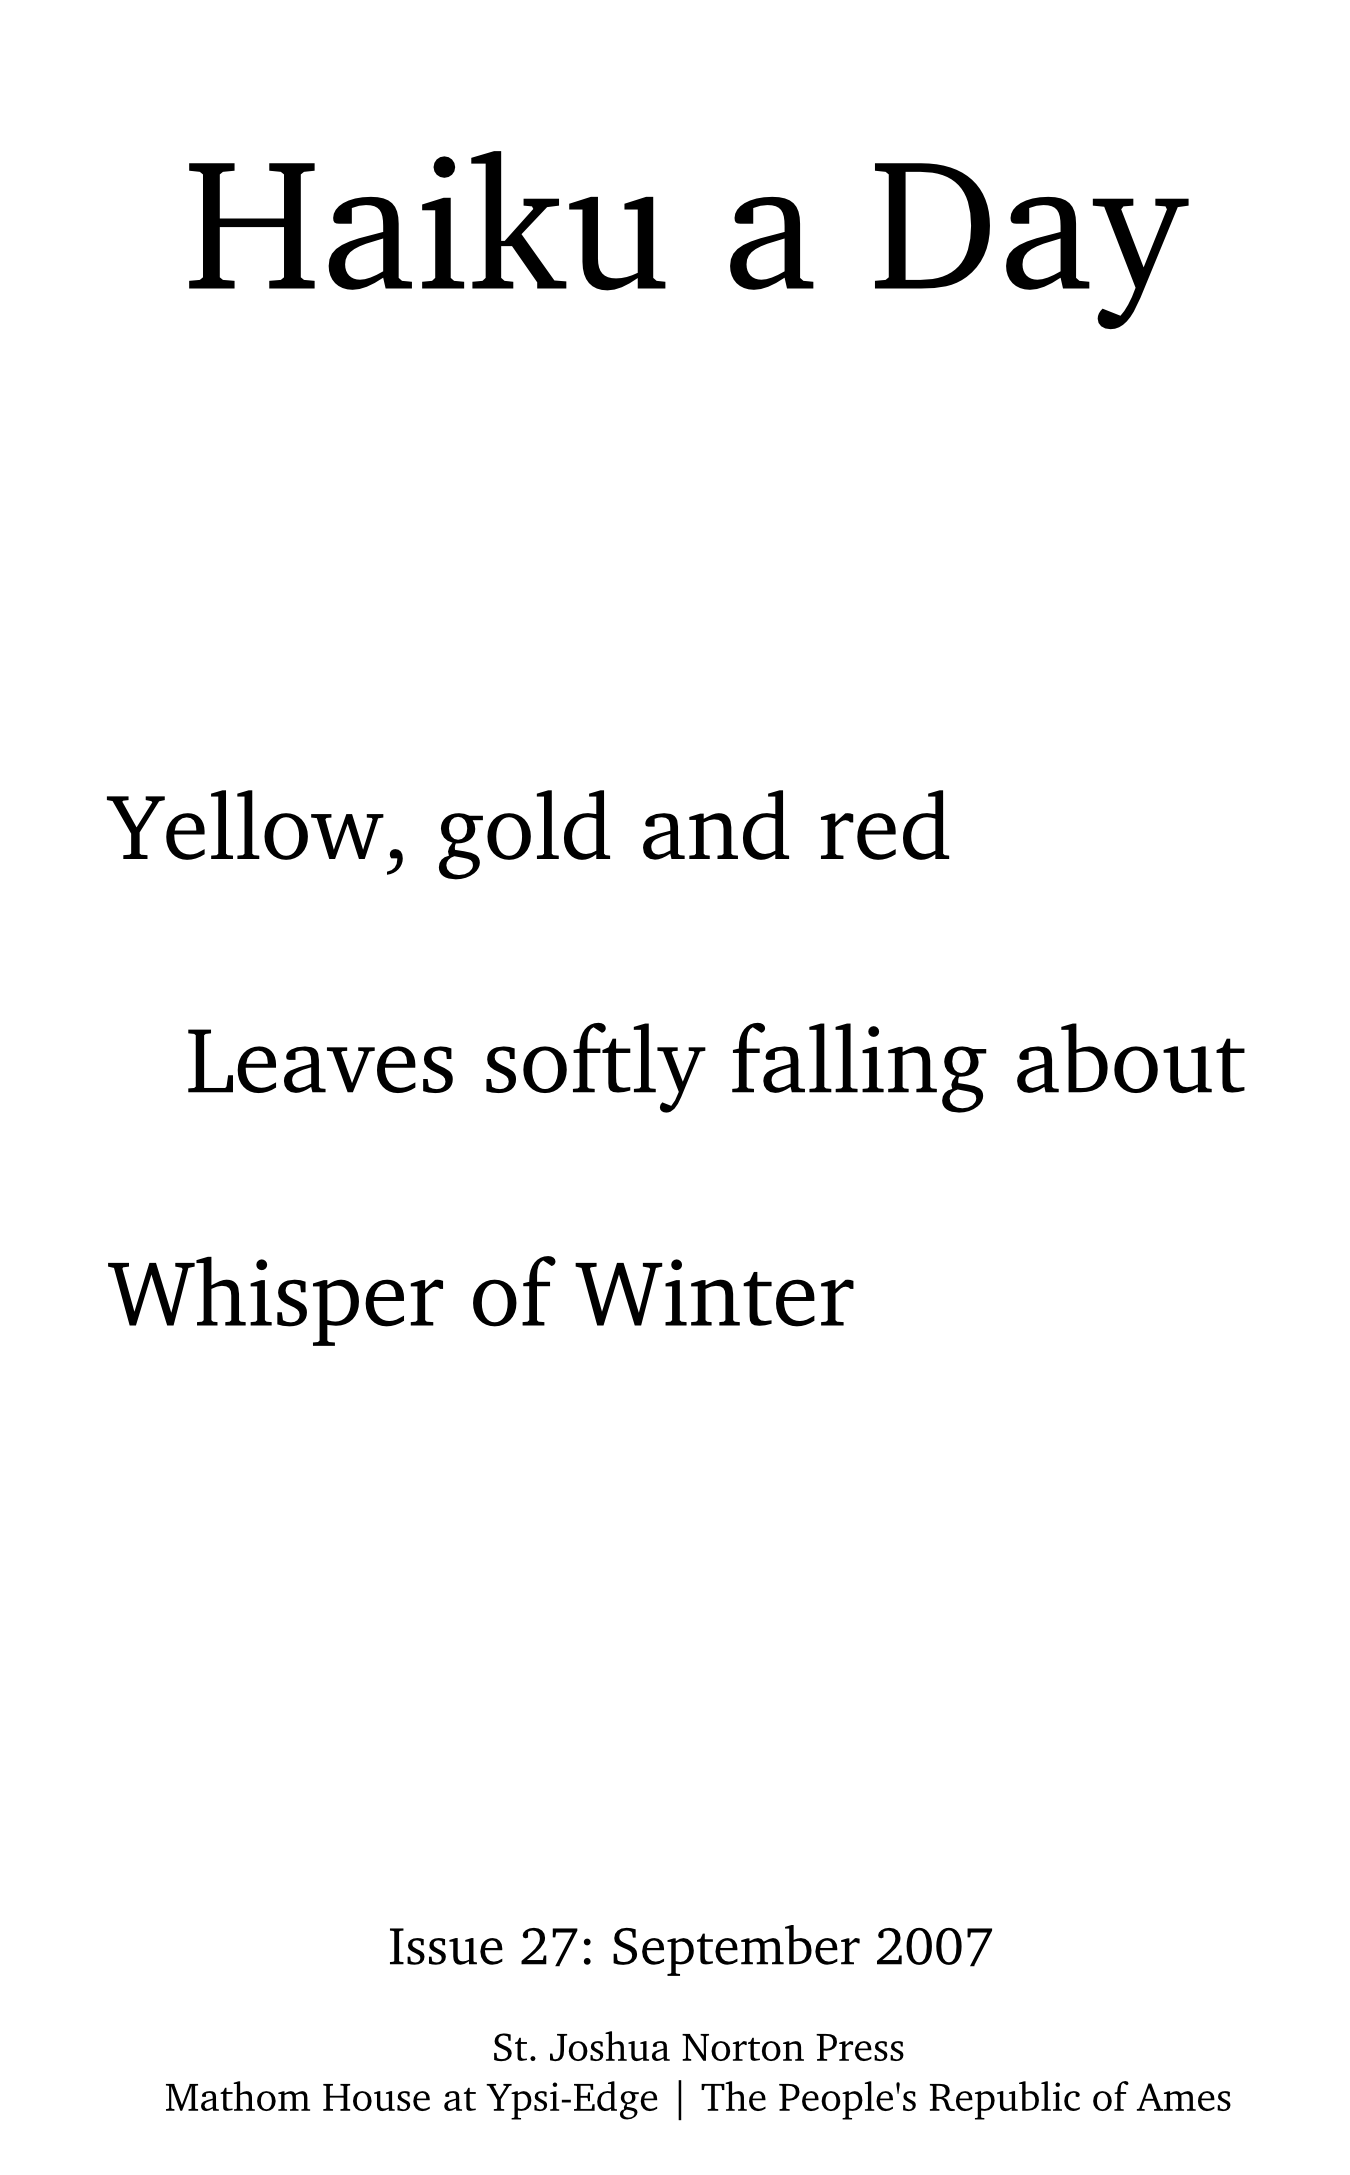 Haiku a Day
Yellow, gold and red
Leaves softly falling about
Whisper of Winter
Issue 27: September 2007
St. Joshua Norton Press
Mathom House at Ypsi-Edge | The People's Republic of Ames